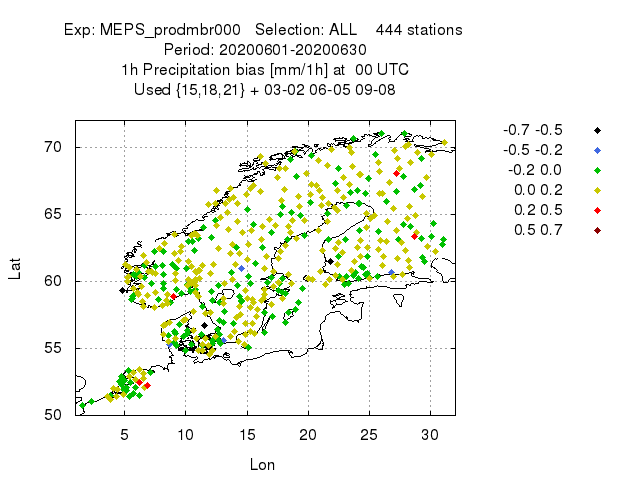 Exp: MEPS_prodmbr000 Selection: ALL 444 stations
Period: 20200601-20200630
1h Precipitation bias [mm/1h] at 00 UTC
Used {15,18,21} + 03-02 06-05 09-08
-0.7 -0.5
-0.5 -0.2
-0.2 0.0
0.0 0.2
0.2 0.5
0.5 0.7
70
65
60
55
50
Lat
5 10 15 20 25 30
Lon